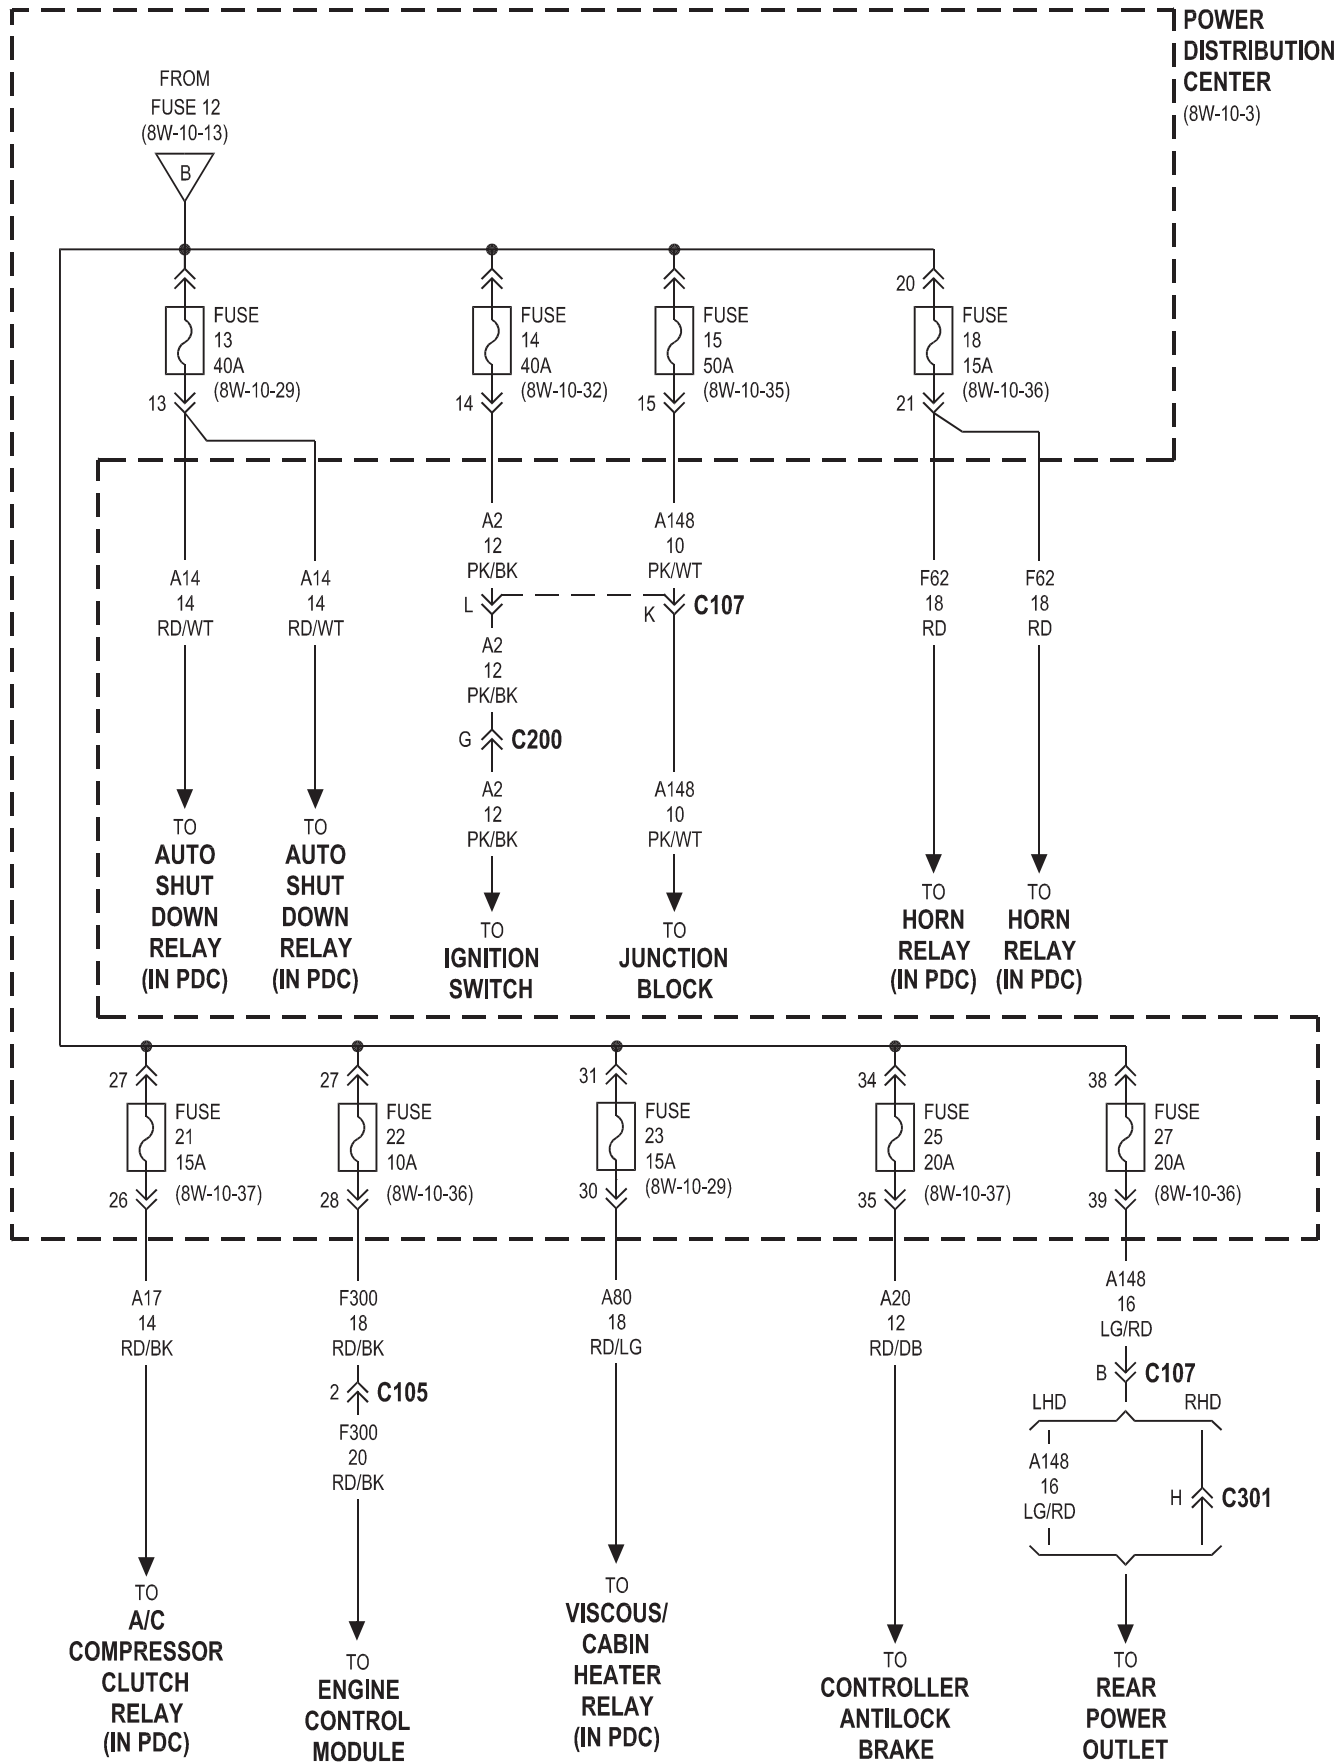 POWER
DISTRIBUTION
CENTER
(8W-10-3)
FROM
FUSE 12
(8W-10-13)
B
FUSE
13
40A
(8W-10-29)
13
FUSE
14
40A
(8W-10-32)
14
FUSE
15
50A
(8W-10-35)
15
20
FUSE
18
15A
(8W-10-36)
21
A14
14
RD/WT
TO
AUTO
SHUT
DOWN
RELAY
(IN PDC)
A14
14
RD/WT
TO
AUTO
SHUT
DOWN
RELAY
(IN PDC)
A2
12
PK/BK
L
A2
12
PK/BK
G
C200
A2
12
PK/BK
TO
IGNITION
SWITCH
A148
10
PK/WT
K
C107
A148
10
PK/WT
TO
JUNCTION
BLOCK
F62
18
RD
TO
HORN
RELAY
(IN PDC)
F62
18
RD
TO
HORN
RELAY
(IN PDC)
27
FUSE
21
15A
(8W-10-37)
26
27
FUSE
22
10A
(8W-10-36)
28
31
FUSE
23
15A
(8W-10-29)
30
34
FUSE
25
20A
(8W-10-37)
35
38
FUSE
27
20A
(8W-10-36)
39
A17
14
RD/BK
TO
A/C
COMPRESSOR
CLUTCH
RELAY
(IN PDC)
F300
18
RD/BK
2
C105
F300
20
RD/BK
TO
ENGINE
CONTROL
MODULE
A80
18
RD/LG
TO
VISCOUS/
CABIN
HEATER
RELAY
(IN PDC)
A20
12
RD/DB
TO
CONTROLLER
ANTILOCK
BRAKE
A148
16
LG/RD
B
C107
LHD
RHD
A148
16
LG/RD
H
C301
TO
REAR
POWER
OUTLET